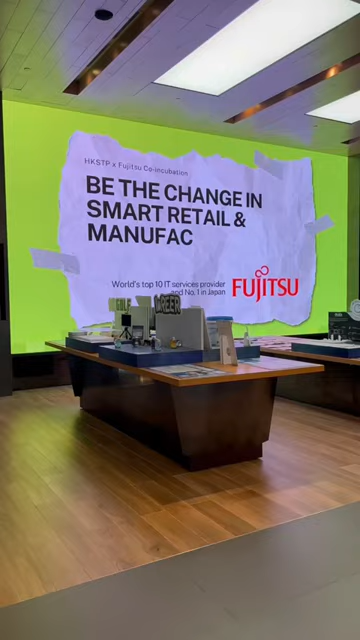 HKSTP x Fujitsu Co-incubation
BE THE CHANGE IN
SMART RETAIL &
MANUFAC
World's top 10 IT services provider
and No. 1 in Japan
FUJITSU
CAREER